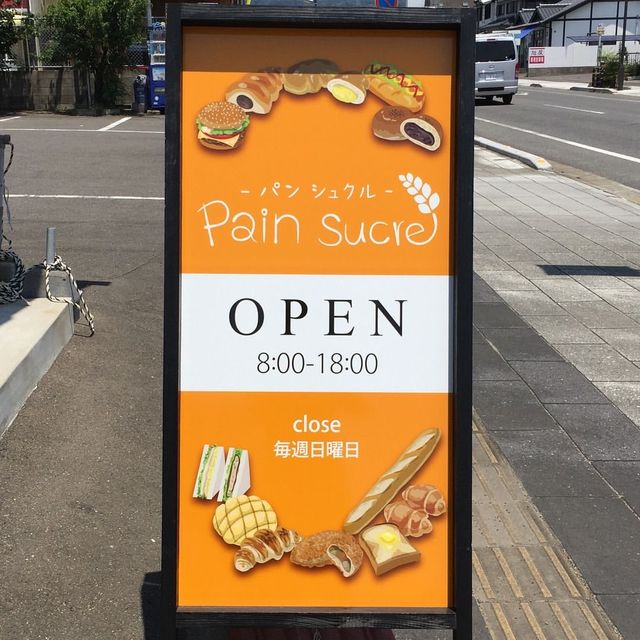 - パン シュクル -
Pain sucre
OPEN
8:00-18:00
close
毎週日曜日